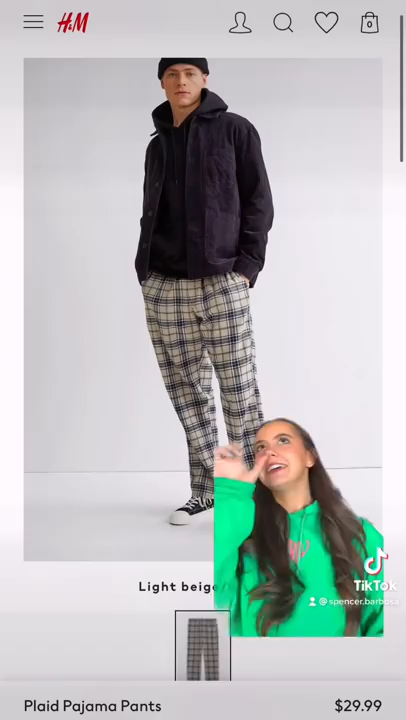 H&M
0
Light beige/
TikTok
@spencer.barbosa
Plaid Pajama Pants
$29.99